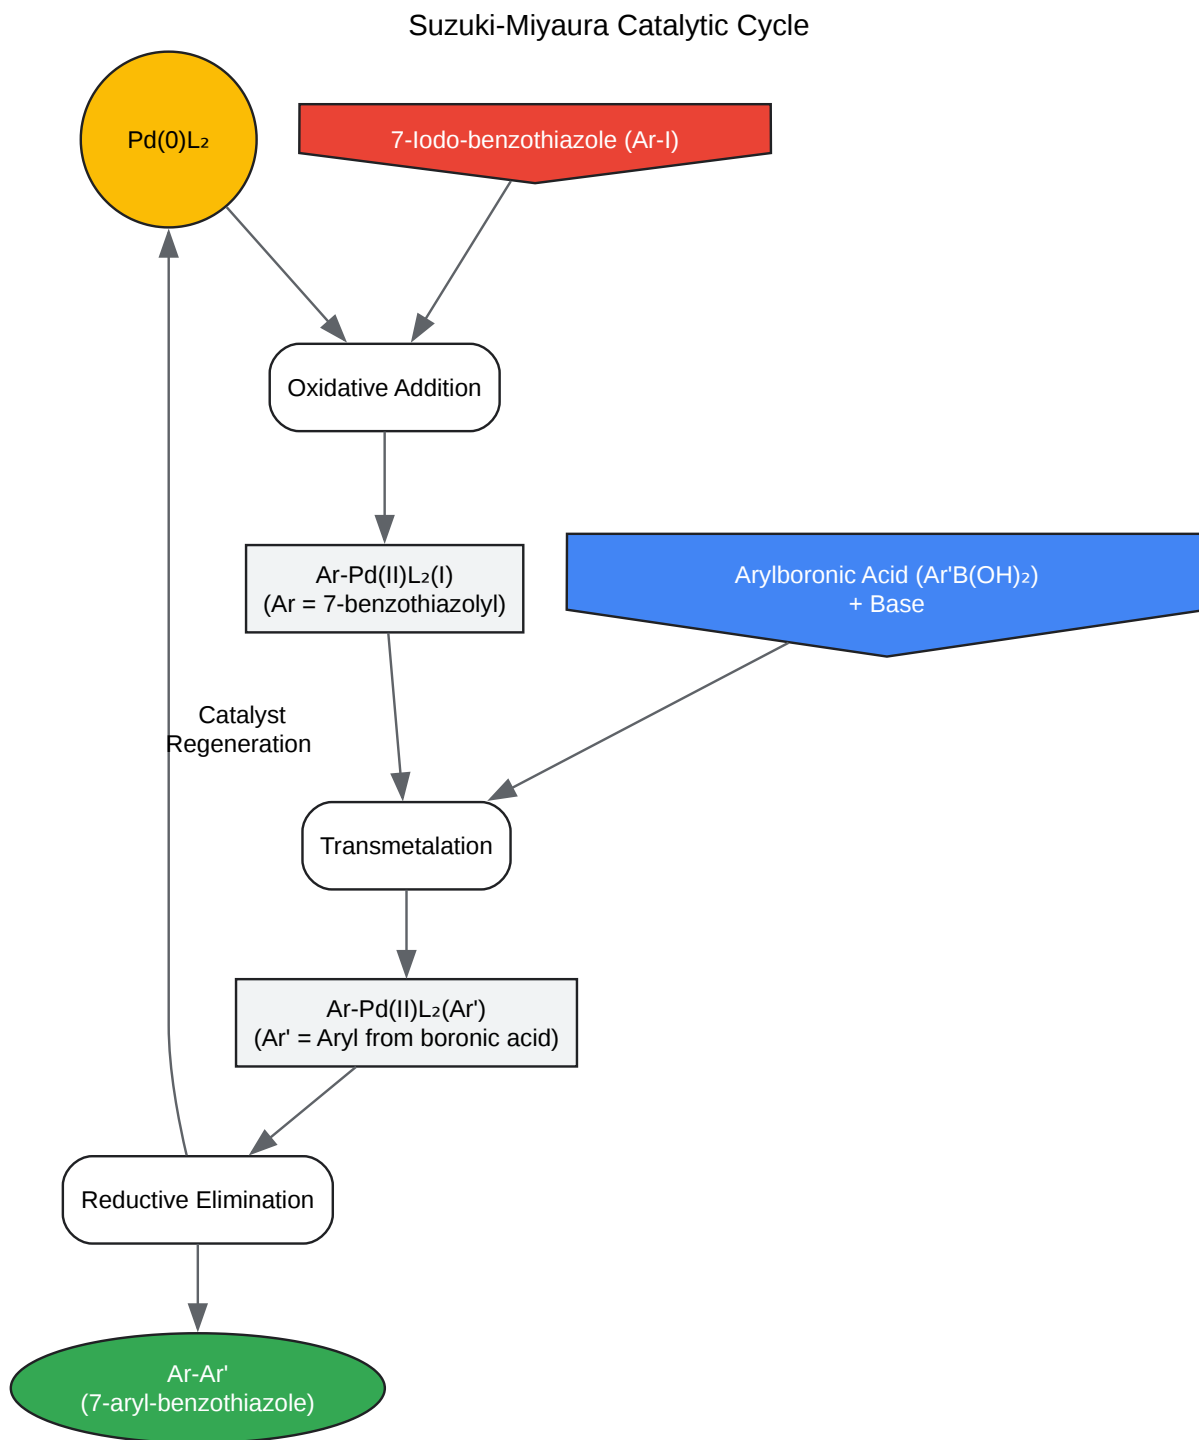 Suzuki-Miyaura Catalytic Cycle
Pd(0)L₂
7-Iodo-benzothiazole (Ar-I)
Oxidative Addition
Ar-Pd(II)L₂(I)
(Ar = 7-benzothiazolyl)
Arylboronic Acid (Ar'B(OH)₂)
+ Base
Catalyst
Regeneration
Transmetalation
Ar-Pd(II)L₂(Ar')
(Ar' = Aryl from boronic acid)
Reductive Elimination
Ar-Ar'
(7-aryl-benzothiazole)